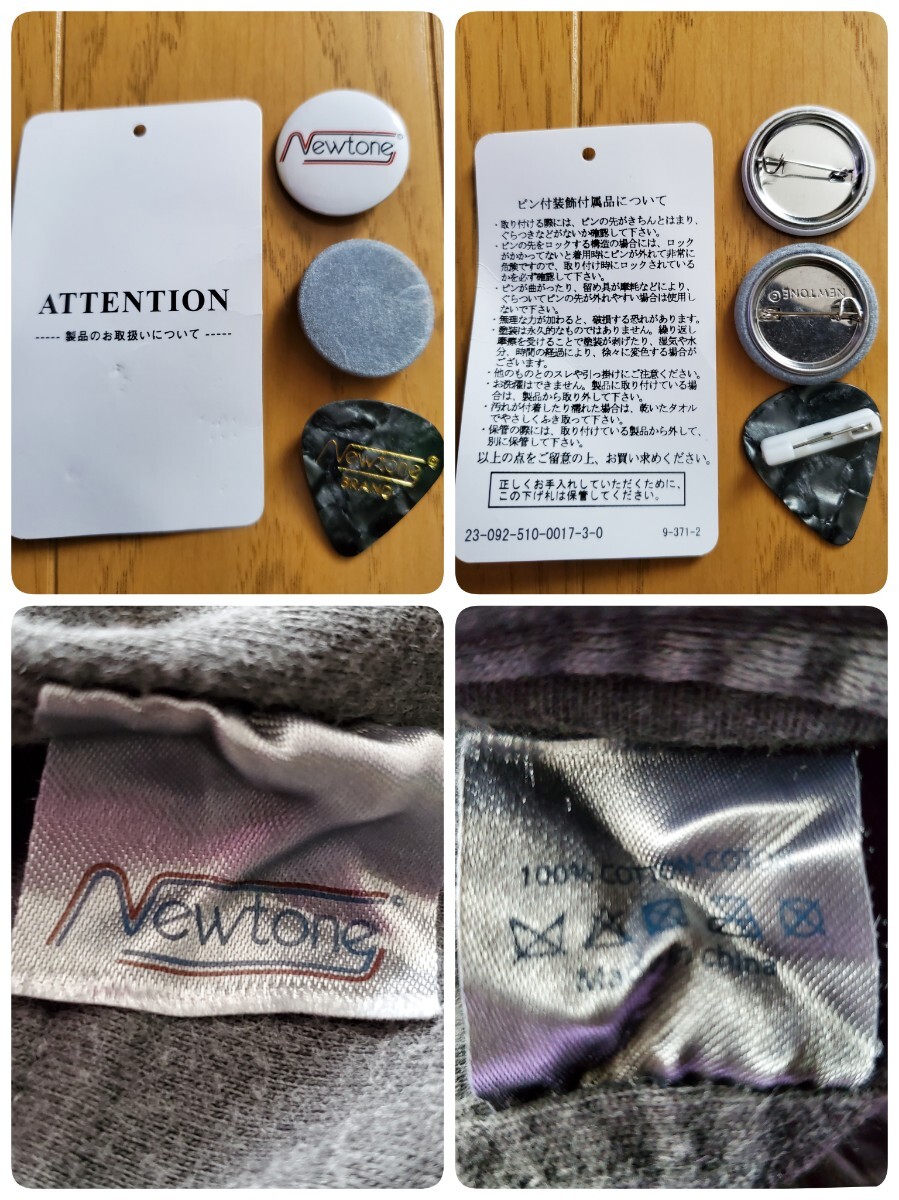 Newtone
ATTENTION
----- 製品のお取扱いについて -----
Newtone
BRAND
ピン付装飾付属品について
・取り付ける際には、ピンの先がきちんとはまり、
ぐらつきなどがないか確認して下さい。
・ピンの先をロックする構造の場合には、ロック
がかかってないと着用時にピンが外れて非常に
危険ですので、取り付け時にロックされている
かを必ず確認して下さい。
・ピンが曲がったり、留め具が摩耗などにより、
ぐらついてピンの先が外れやすい場合は使用し
ないで下さい。
・無理な力が加わると、破損する恐れがあります。
・塗装は永久的なものではありません。繰り返し
摩擦を受けることで塗装が剥げたり、湿気や水
分、時間の経過により、徐々に変色する場合が
ございます。
・他のものとのスレや引っ掛けにご注意ください。
・お洗濯はできません。製品に取り付けている場
合は、製品から取り外して下さい。
・汚れが付着したり濡れた場合は、乾いたタオル
でやさしくふき取って下さい。
・保管の際には、取り付けている製品から外して、
別に保管して下さい。
以上の点をご留意の上、お買い求めください。
正しくお手入れしていただくために、
この下げ札は保管してください。
23-092-510-0017-3-0 9-371-2
NEWTONE©
Newtone
100% COTTON
China